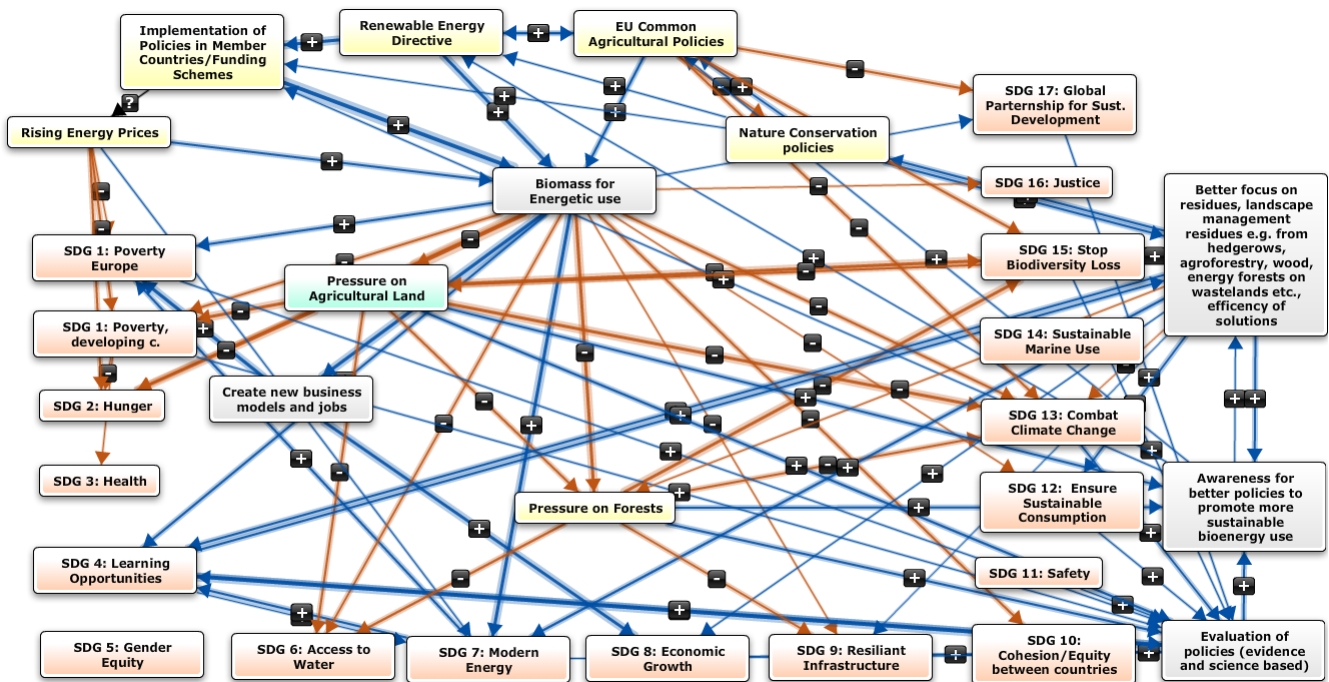 Implementation of
Policies in Member
Countries/Funding
Schemes
Renewable Energy
Directive
EU Common
Agricultural Policies
SDG 17: Global
Parternship for Sust.
Development
Rising Energy Prices
Nature Conservation
policies
Biomass for
Energetic use
SDG 16: Justice
Better focus on
residues, landscape
management
residues e.g. from
hedgerows,
agroforestry, wood,
energy forests on
wastelands etc.,
efficency of
solutions
SDG 1: Poverty
Europe
SDG 15: Stop
Biodiversity Loss
Pressure on
Agricultural Land
SDG 1: Poverty,
developing c.
SDG 14: Sustainable
Marine Use
Create new business
models and jobs
SDG 2: Hunger
SDG 13: Combat
Climate Change
SDG 3: Health
Pressure on Forests
SDG 12: Ensure
Sustainable
Consumption
Awareness for
better policies to
promote more
sustainable
bioenergy use
SDG 4: Learning
Opportunities
SDG 11: Safety
SDG 5: Gender
Equity
SDG 6: Access to
Water
SDG 7: Modern
Energy
SDG 8: Economic
Growth
SDG 9: Resiliant
Infrastructure
SDG 10:
Cohesion/Equity
between countries
Evaluation of
policies (evidence
and science based)